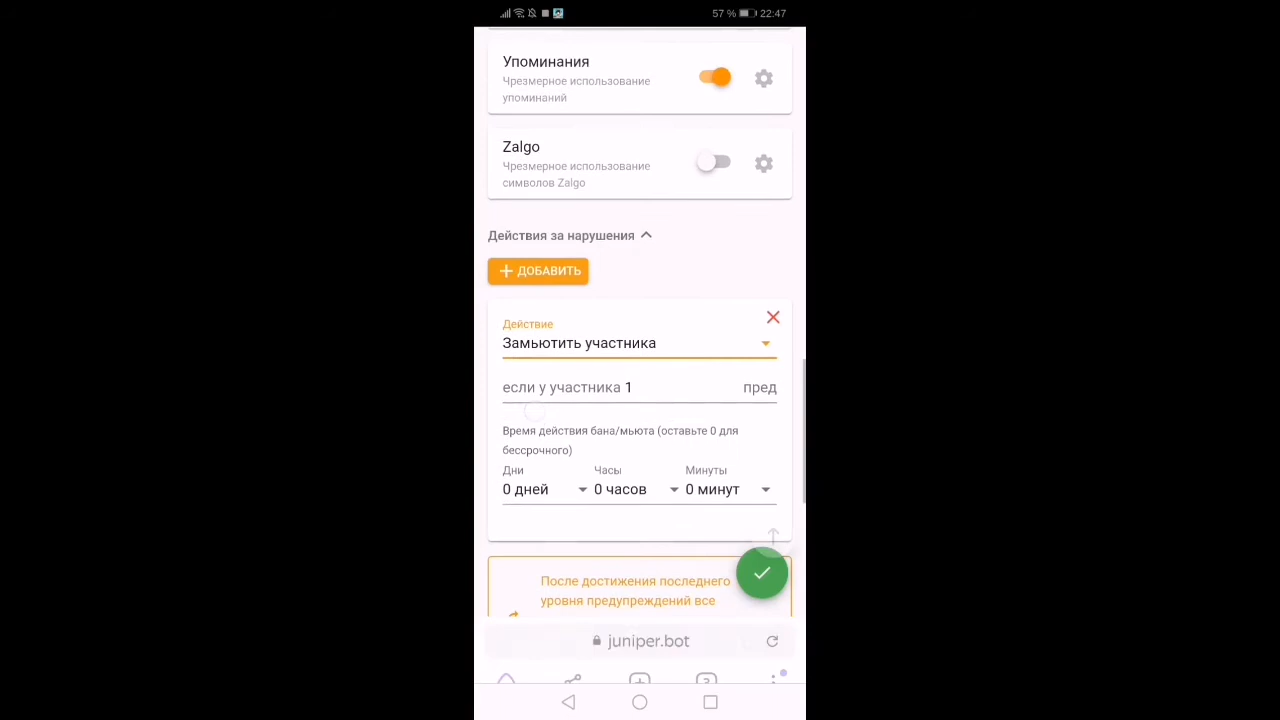 57 % 22:47
Упоминания
Чрезмерное использование
упоминаний
Zalgo
Чрезмерное использование
символов Zalgo
Действия за нарушения
ДОБАВИТЬ
Действие
Замьютить участника
если у участника 1 пред
Время действия бана/мьюта (оставьте 0 для
бессрочного)
Дни Часы Минуты
0 дней 0 часов 0 минут
После достижения последнего
уровня предупреждений все
juniper.bot